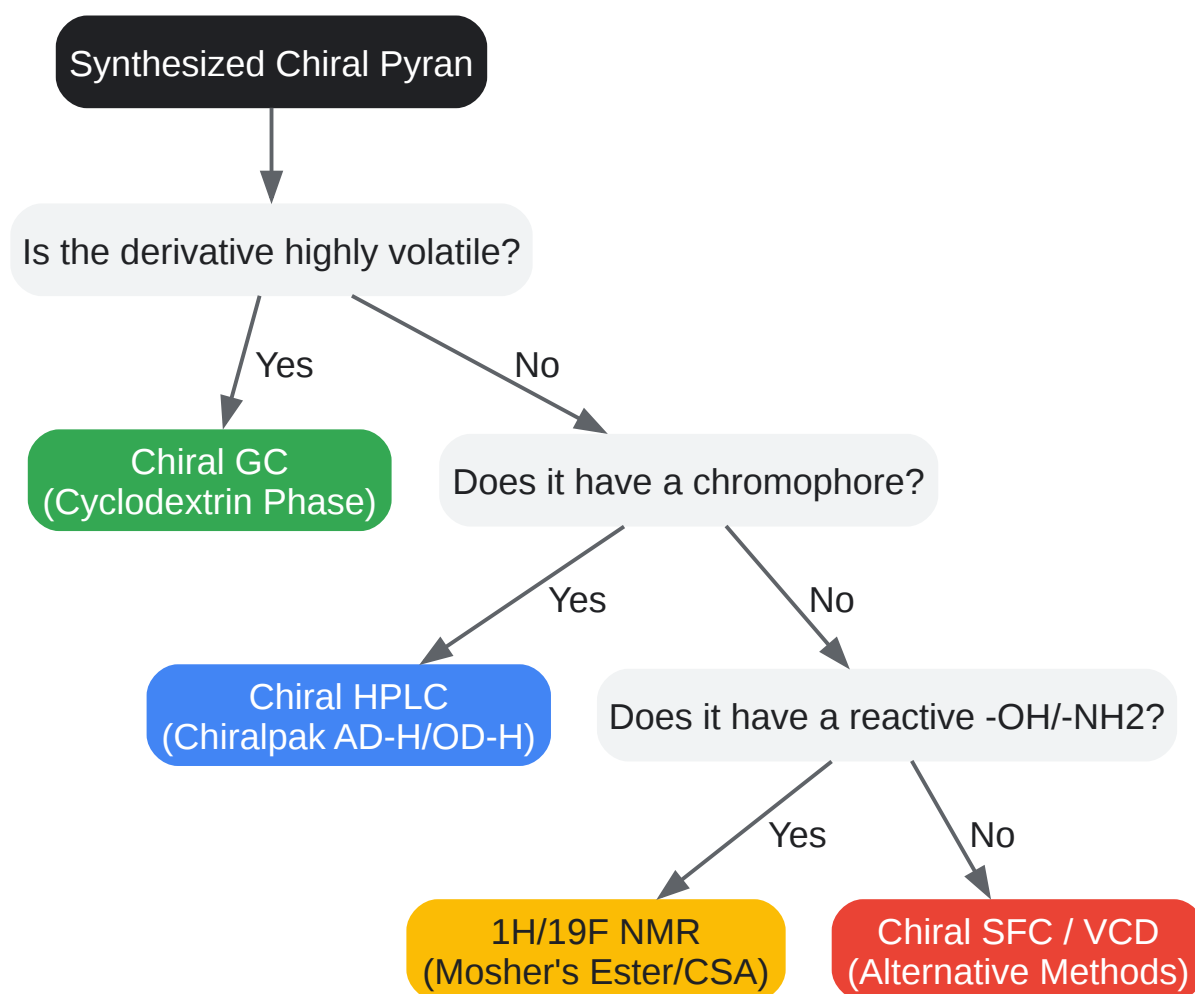 Synthesized Chiral Pyran
Is the derivative highly volatile?
Yes
No
Chiral GC
(Cyclodextrin Phase)
Does it have a chromophore?
Yes
No
Chiral HPLC
(Chiralpak AD-H/OD-H)
Does it have a reactive -OH/-NH2?
Yes
No
1H/19F NMR
(Mosher's Ester/CSA)
Chiral SFC / VCD
(Alternative Methods)